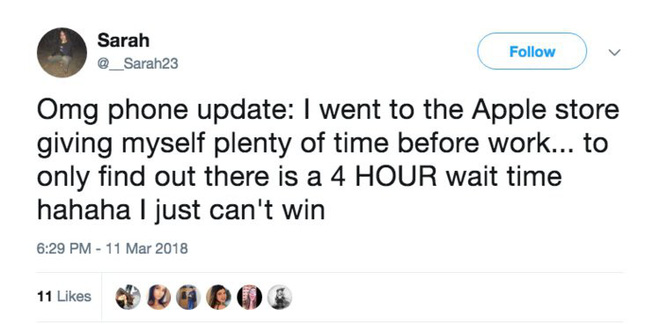 Sarah
@__Sarah23
Follow
Omg phone update: I went to the Apple store
giving myself plenty of time before work... to
only find out there is a 4 HOUR wait time
hahaha I just can't win
6:29 PM - 11 Mar 2018
11 Likes